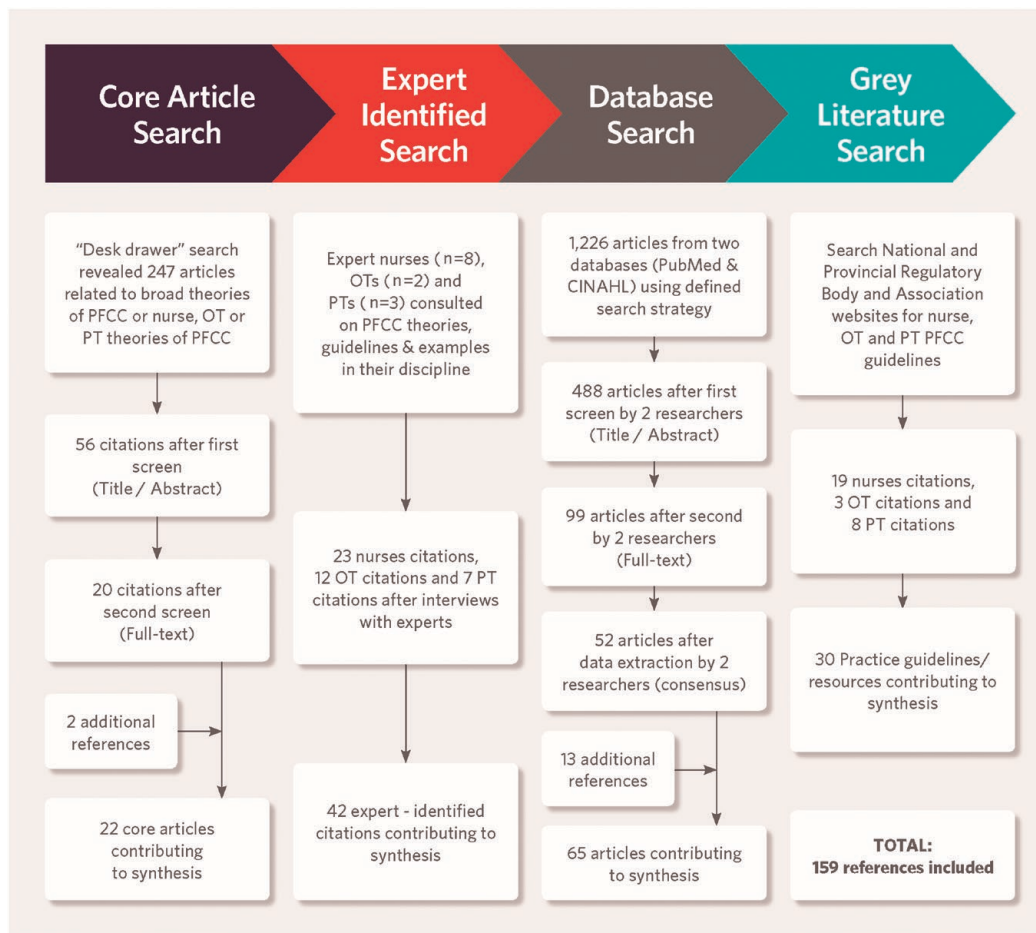 Core Article
Search
Expert
Identified
Search
Database
Search
Grey
Literature
Search
“Desk drawer” search
revealed 247 articles
related to broad theories
of PFCC or nurse, OT or
PT theories of PFCC
56 citations after first
screen
(Title / Abstract)
20 citations after
second screen
(Full-text)
2 additional
references
22 core articles
contributing
to synthesis
Expert nurses (n=8),
OTs (n=2) and
PTs (n=3) consulted
on PFCC theories,
guidelines & examples
in their discipline
23 nurses citations,
12 OT citations and 7 PT
citations after interviews
with experts
42 expert - identified
citations contributing to
synthesis
1,226 articles from two
databases (PubMed &
CINAHL) using defined
search strategy
488 articles after first
screen by 2 researchers
(Title / Abstract)
99 articles after second
by 2 researchers
(Full-text)
52 articles after
data extraction by 2
researchers (consensus)
13 additional
references
65 articles contributing
to synthesis
Search National and
Provincial Regulatory
Body and Association
websites for nurse,
OT and PT PFCC
guidelines
19 nurses citations,
3 OT citations and
8 PT citations
30 Practice guidelines/
resources contributing to
synthesis
TOTAL:
159 references included